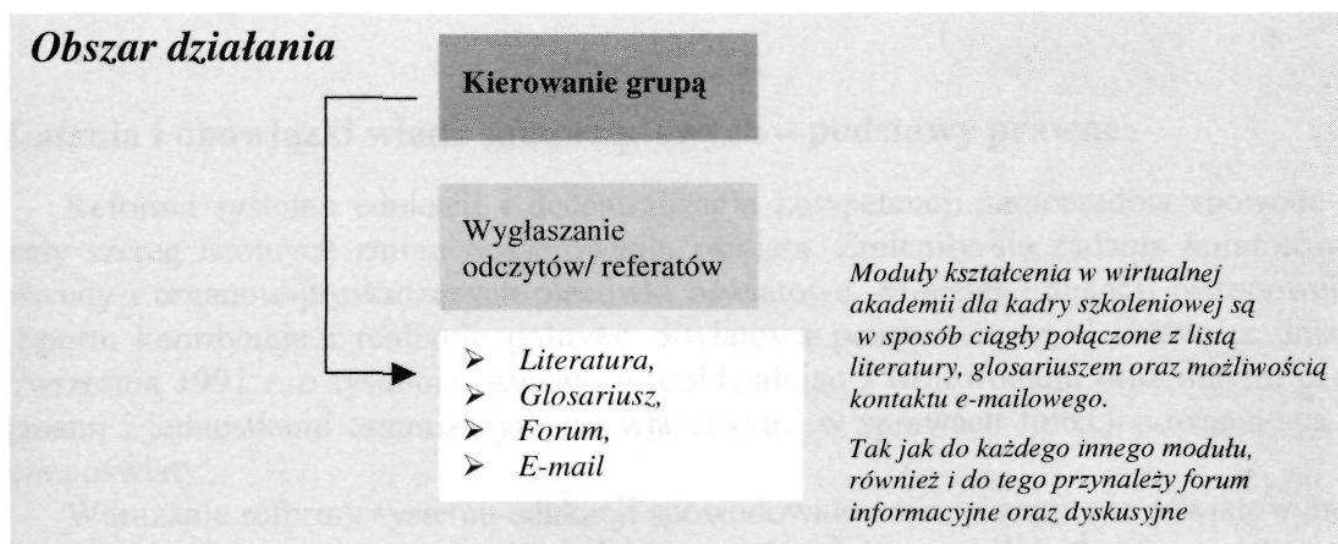 Obszar działania
Kierowanie grupą
Wygłaszanie
odczytów/ referatów
➢ Literatura,
➢ Glosariusz,
➢ Forum,
➢ E-mail
Moduły kształcenia w wirtualnej
akademii dla kadry szkoleniowej są
w sposób ciągły połączone z listą
literatury, glosariuszem oraz możliwością
kontaktu e-mailowego.
Tak jak do każdego innego modułu,
również i do tego przynależy forum
informacyjne oraz dyskusyjne